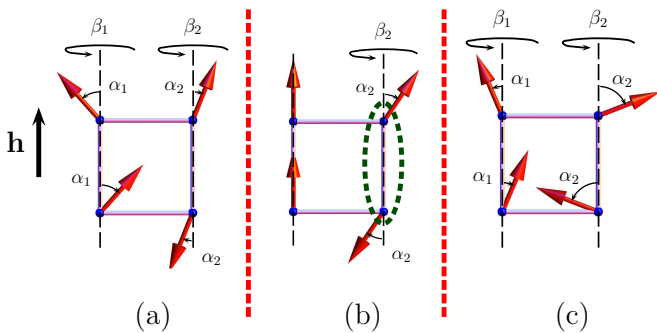 β₁ β₂ β₂ β₁ β₂
α₁ α₂ α₂ α₁ α₂
h
α₁ α₁ α₂
α₂ α₂
(a) (b) (c)